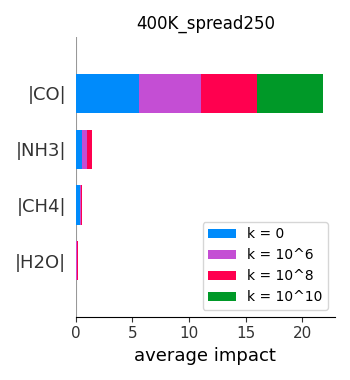 400K_spread250
|CO|
|NH3|
|CH4|
|H2O|
k = 0
k = 10^6
k = 10^8
k = 10^10
0 5 10 15 20
average impact